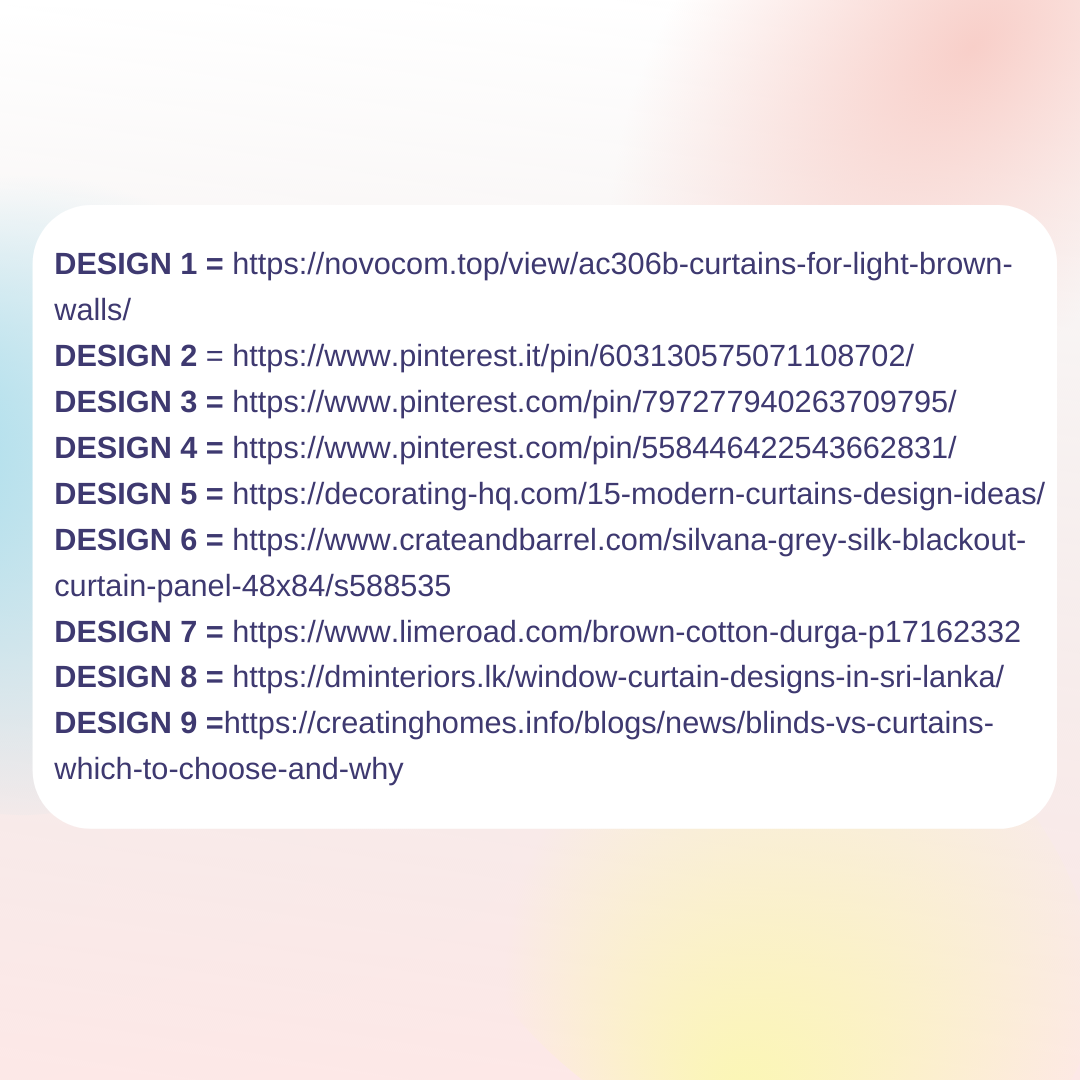 DESIGN 1 = https://novocom.top/view/ac306b-curtains-for-light-brown-
walls/
DESIGN 2 = https://www.pinterest.it/pin/603130575071108702/
DESIGN 3 = https://www.pinterest.com/pin/797277940263709795/
DESIGN 4 = https://www.pinterest.com/pin/558446422543662831/
DESIGN 5 = https://decorating-hq.com/15-modern-curtains-design-ideas/
DESIGN 6 = https://www.crateandbarrel.com/silvana-grey-silk-blackout-
curtain-panel-48x84/s588535
DESIGN 7 = https://www.limeroad.com/brown-cotton-durga-p17162332
DESIGN 8 = https://dminteriors.lk/window-curtain-designs-in-sri-lanka/
DESIGN 9 =https://creatinghomes.info/blogs/news/blinds-vs-curtains-
which-to-choose-and-why